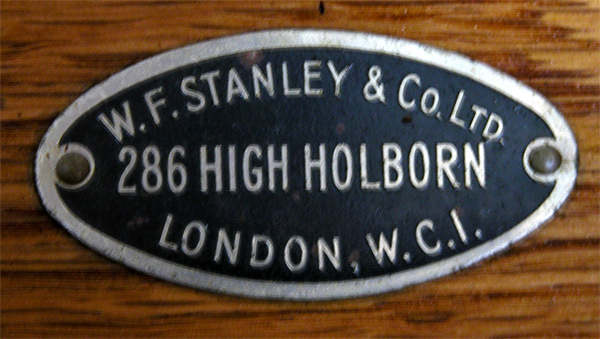 W. F. STANLEY & Co. LTD.
286 HIGH HOLBORN
LONDON, W.C.1.